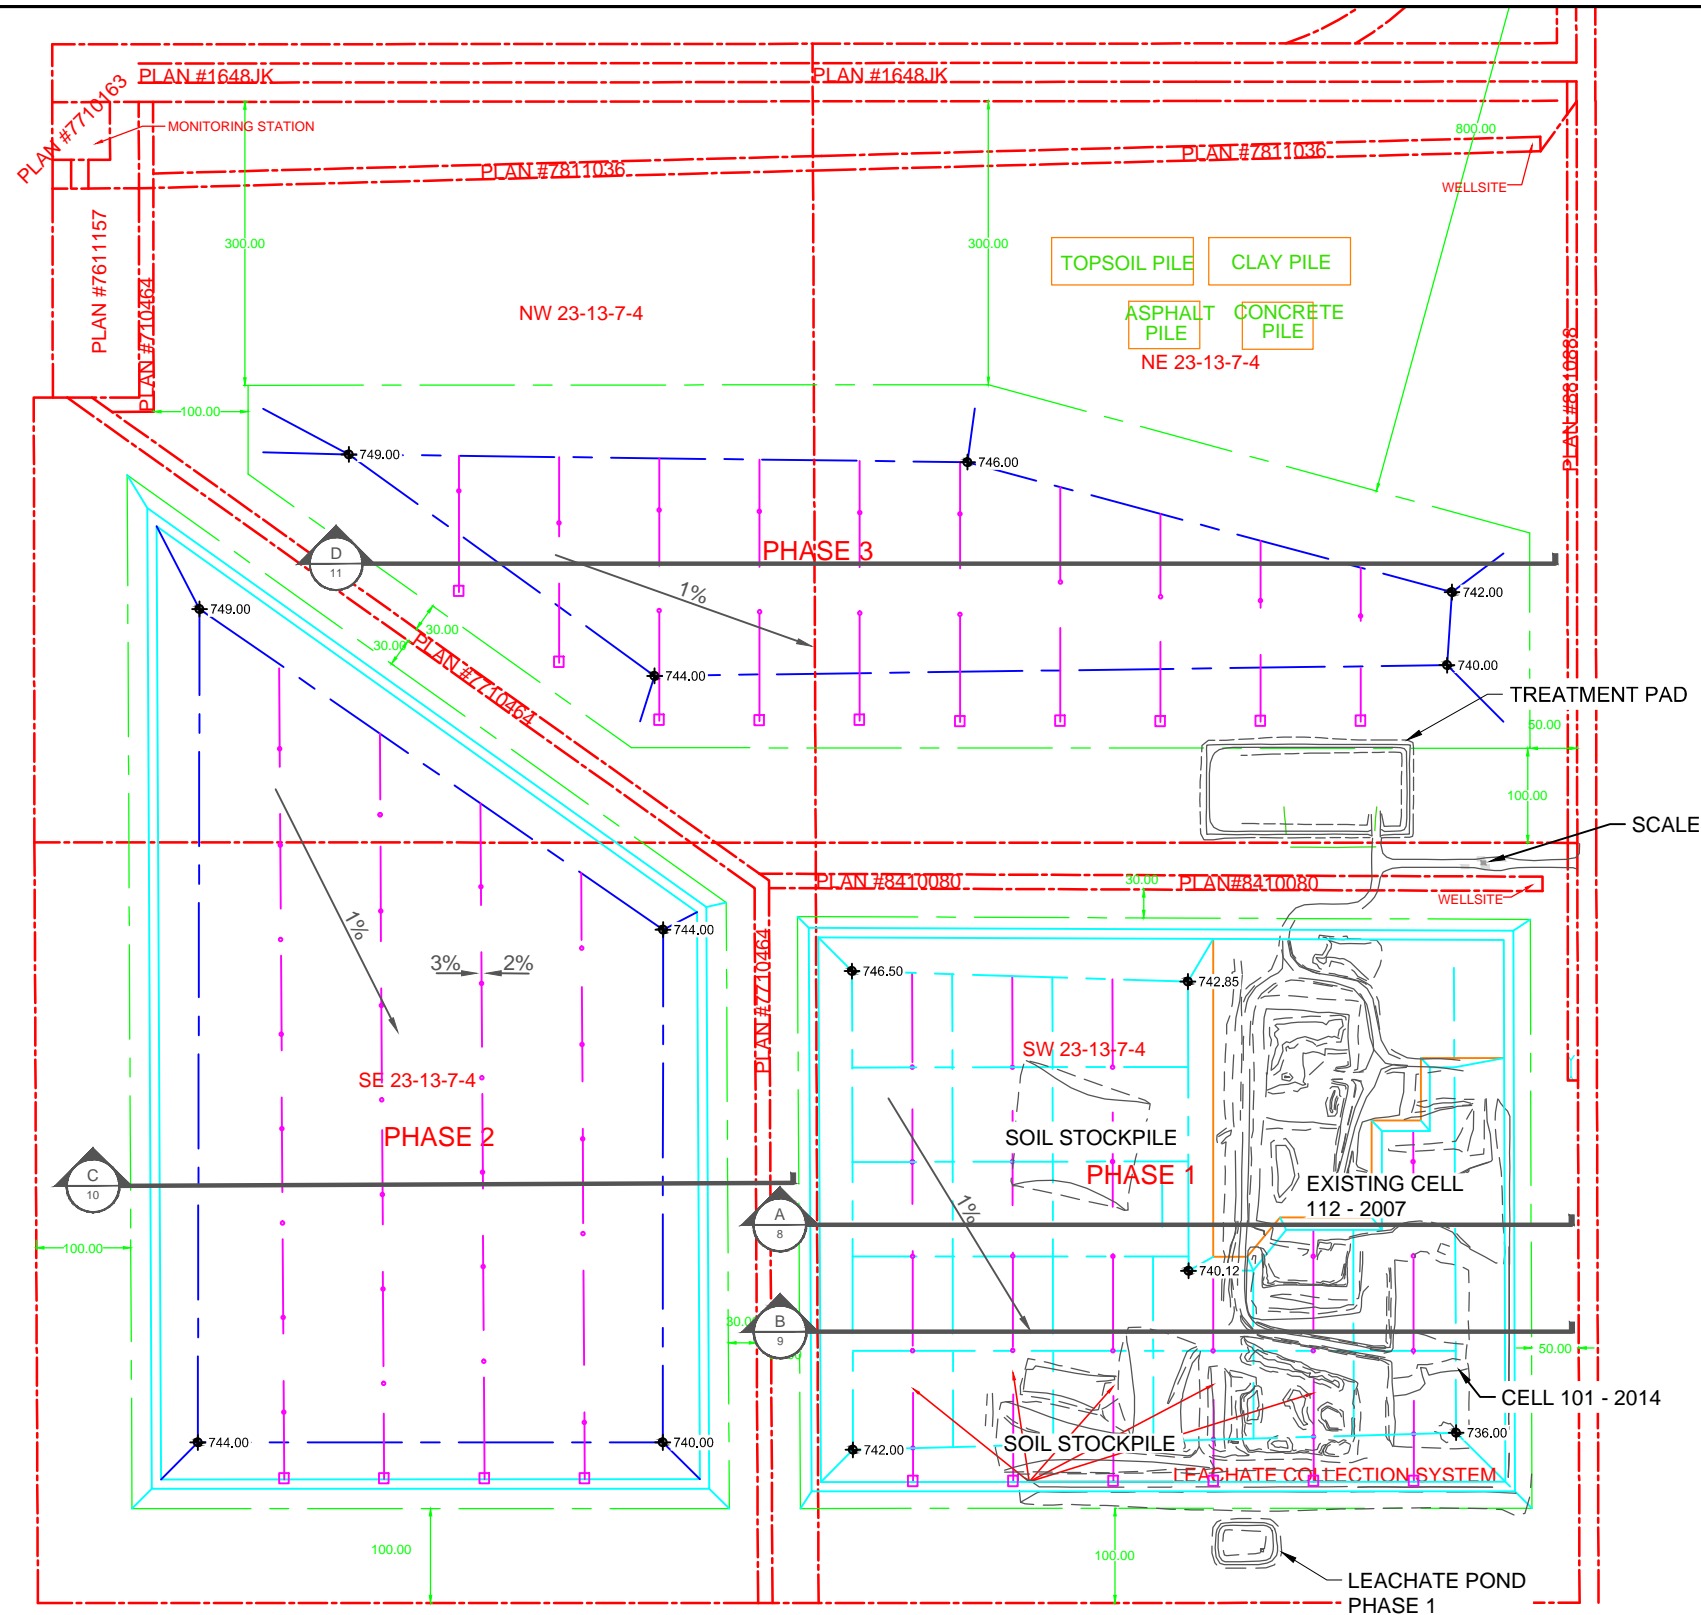 PLAN #1648JK
PLAN #1648JK
PLAN #7710163
MONITORING STATION
800.00
PLAN #7811036
PLAN #7811036
WELLSITE
PLAN #7611157
PLAN #710464
300.00
300.00
TOPSOIL PILE
CLAY PILE
ASPHALT
PILE
CONCRETE
PILE
NW 23-13-7-4
NE 23-13-7-4
PLAN #8810888
100.00
749.00
746.00
PHASE 3
D
11
1%
742.00
749.00
30.00
30.00
PLAN #7710464
744.00
740.00
TREATMENT PAD
50.00
100.00
SCALE
PLAN #8410080
30.00
PLAN#8410080
WELLSITE
1%
744.00
3%
2%
PLAN #7710464
746.50
742.85
SW 23-13-7-4
SE 23-13-7-4
PHASE 2
SOIL STOCKPILE
PHASE 1
EXISTING CELL
112 - 2007
C
10
1%
A
8
100.00
740.12
30.00
B
9
50.00
CELL 101 - 2014
744.00
740.00
742.00
SOIL STOCKPILE
736.00
LEACHATE COLLECTION SYSTEM
100.00
100.00
LEACHATE POND
PHASE 1